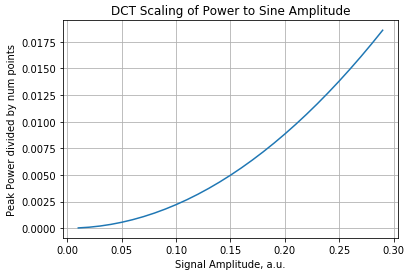 DCT Scaling of Power to Sine Amplitude
Peak Power divided by num points
0.0175
0.0150
0.0125
0.0100
0.0075
0.0050
0.0025
0.0000
0.00 0.05 0.10 0.15 0.20 0.25 0.30
Signal Amplitude, a.u.